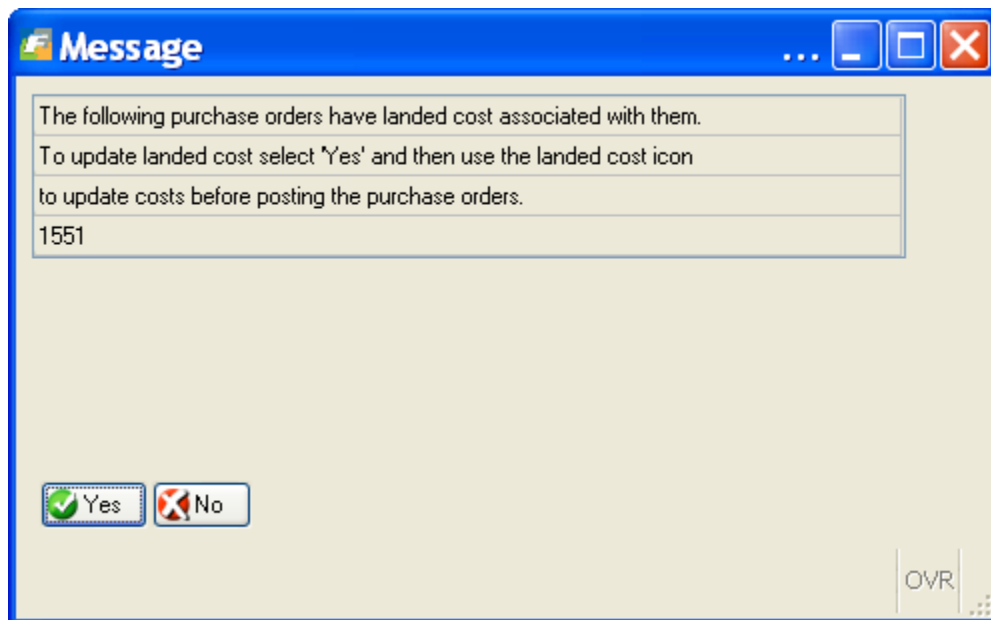 Message
...
The following purchase orders have landed cost associated with them.
To update landed cost select 'Yes' and then use the landed cost icon
to update costs before posting the purchase orders.
1551
Yes
No
OVR